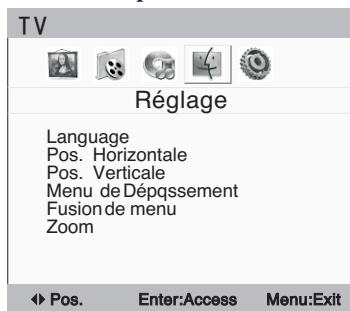 TV
Réglage
Language
Pos. Horizontale
Pos. Verticale
Menu de Dépqssement
Fusion de menu
Zoom
Pos. Enter:Access Menu:Exit